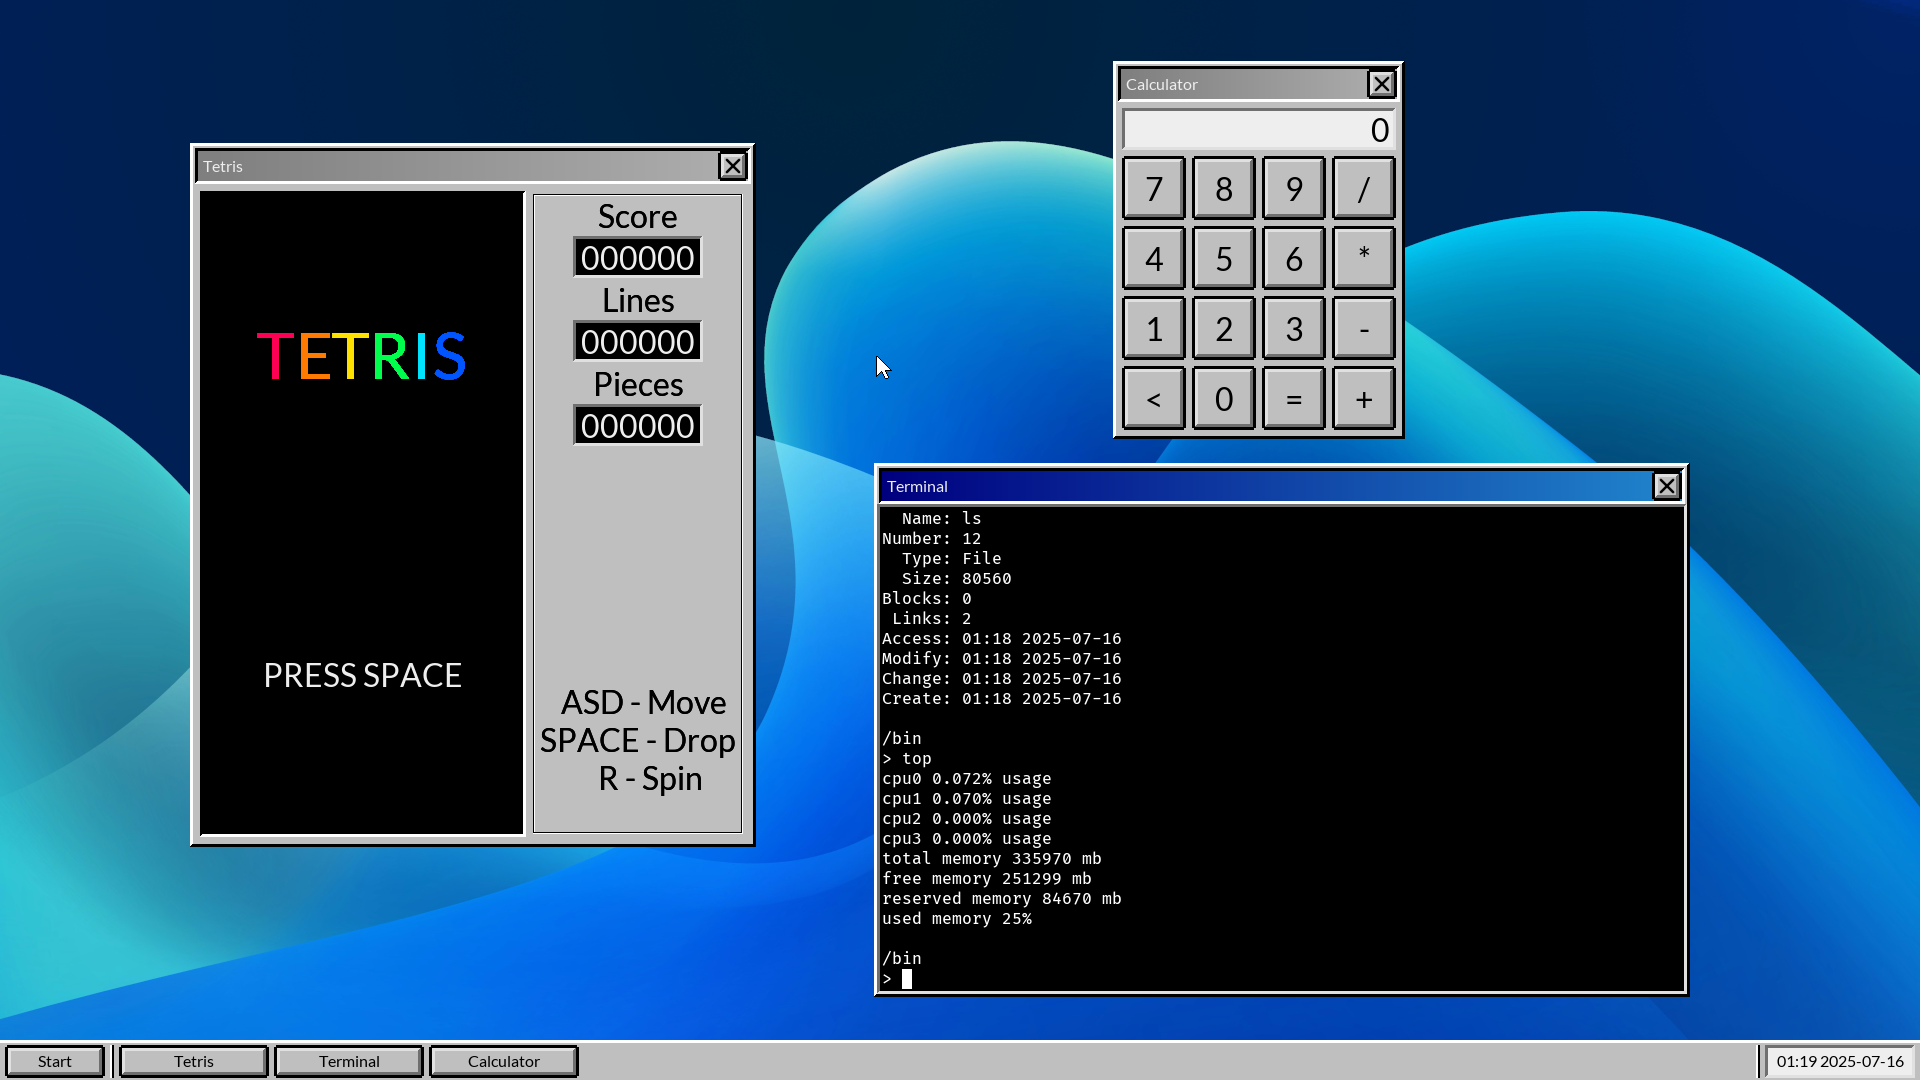 Tetris
TETRIS
PRESS SPACE
Score
000000
Lines
000000
Pieces
000000
ASD - Move
SPACE - Drop
R - Spin
Calculator
0
7 8 9 /
4 5 6 *
1 2 3 -
< 0 = +
Terminal
Name: ls
Number: 12
Type: File
Size: 80560
Blocks: 0
Links: 2
Access: 01:18 2025-07-16
Modify: 01:18 2025-07-16
Change: 01:18 2025-07-16
Create: 01:18 2025-07-16
/bin
> top
cpu0 0.072% usage
cpu1 0.070% usage
cpu2 0.000% usage
cpu3 0.000% usage
total memory 335970 mb
free memory 251299 mb
reserved memory 84670 mb
used memory 25%
/bin
>
Start Tetris Terminal Calculator 01:19 2025-07-16